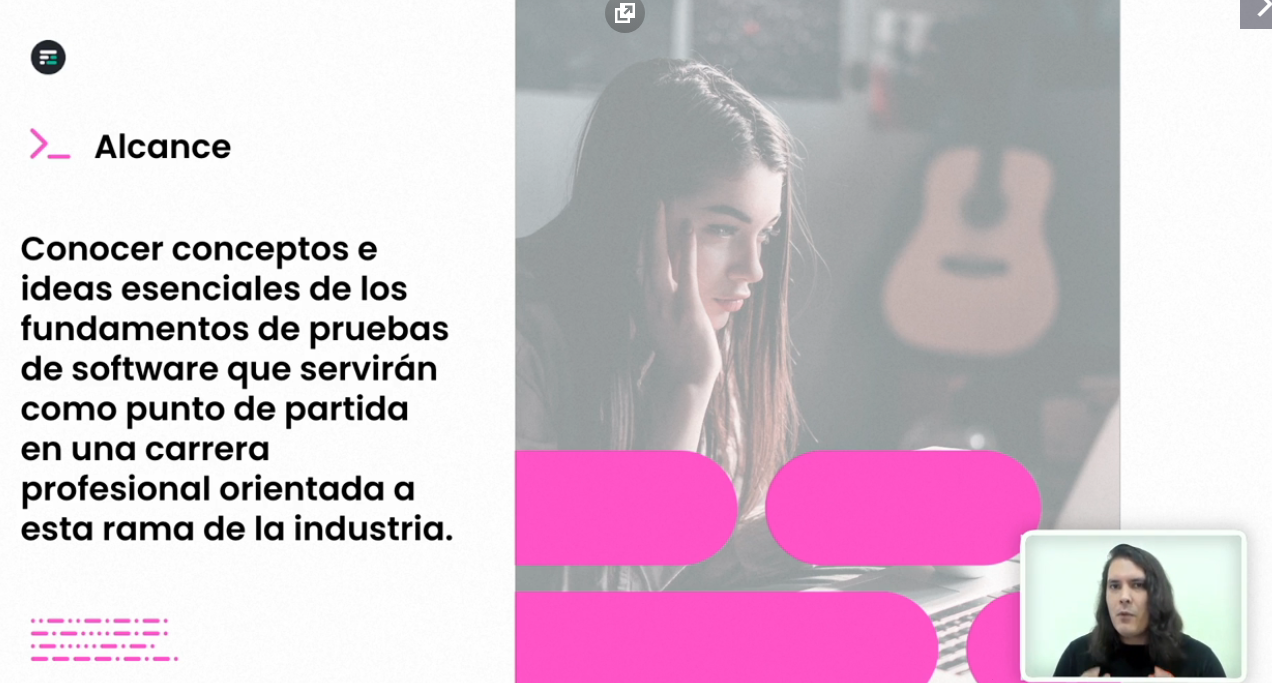 Alcance
Conocer conceptos e
ideas esenciales de los
fundamentos de pruebas
de software que servirán
como punto de partida
en una carrera
profesional orientada a
esta rama de la industria.